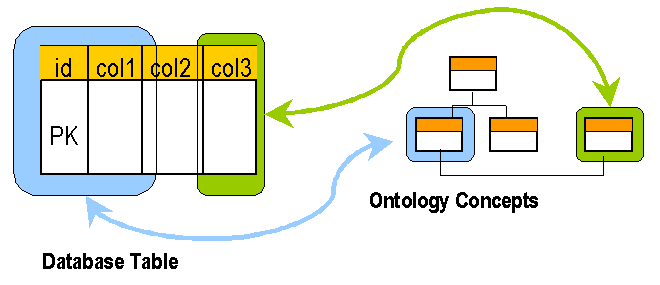 id col1 col2 col3
PK
Ontology Concepts
Database Table